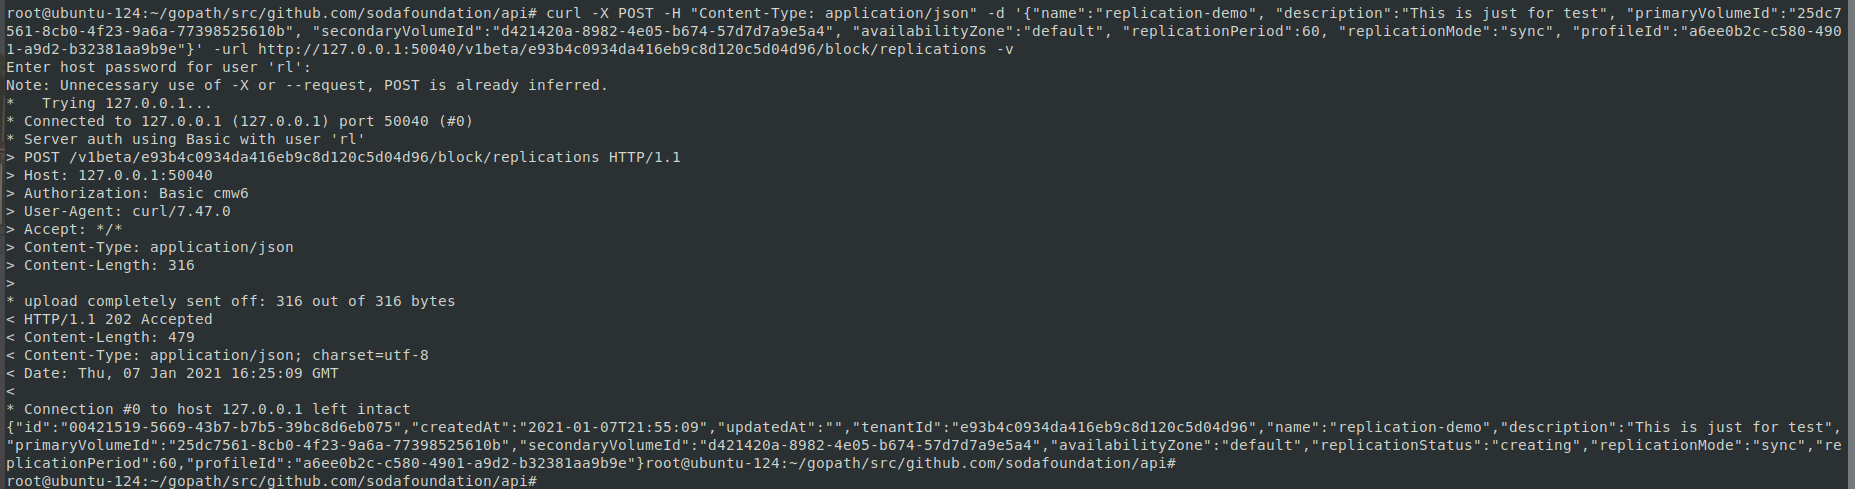 root@ubuntu-124:~/gopath/src/github.com/sodafoundation/api# curl -X POST -H "Content-Type: application/json" -d '{"name":"replication-demo", "description":"This is just for test", "primaryVolumeId":"25dc7
561-8cb0-4f23-9a6a-77398525610b", "secondaryVolumeId":"d421420a-8982-4e05-b674-57d7d7a9e5a4", "availabilityZone":"default", "replicationPeriod":60, "replicationMode":"sync", "profileId":"a6ee0b2c-c580-490
1-a9d2-b32381aa9b9e"}' -url http://127.0.0.1:50040/v1beta/e93b4c0934da416eb9c8d120c5d04d96/block/replications -v
Enter host password for user 'rl':
Note: Unnecessary use of -X or --request, POST is already inferred.
*   Trying 127.0.0.1...
* Connected to 127.0.0.1 (127.0.0.1) port 50040 (#0)
* Server auth using Basic with user 'rl'
> POST /v1beta/e93b4c0934da416eb9c8d120c5d04d96/block/replications HTTP/1.1
> Host: 127.0.0.1:50040
> Authorization: Basic cmw6
> User-Agent: curl/7.47.0
> Accept: */*
> Content-Type: application/json
> Content-Length: 316
>
* upload completely sent off: 316 out of 316 bytes
< HTTP/1.1 202 Accepted
< Content-Length: 479
< Content-Type: application/json; charset=utf-8
< Date: Thu, 07 Jan 2021 16:25:09 GMT
<
* Connection #0 to host 127.0.0.1 left intact
{"id":"00421519-5669-43b7-b7b5-39bc8d6eb075","createdAt":"2021-01-07T21:55:09","updatedAt":"","tenantId":"e93b4c0934da416eb9c8d120c5d04d96","name":"replication-demo","description":"This is just for test",
"primaryVolumeId":"25dc7561-8cb0-4f23-9a6a-77398525610b","secondaryVolumeId":"d421420a-8982-4e05-b674-57d7d7a9e5a4","availabilityZone":"default","replicationStatus":"creating","replicationMode":"sync","re
plicationPeriod":60,"profileId":"a6ee0b2c-c580-4901-a9d2-b32381aa9b9e"}root@ubuntu-124:~/gopath/src/github.com/sodafoundation/api#
root@ubuntu-124:~/gopath/src/github.com/sodafoundation/api#